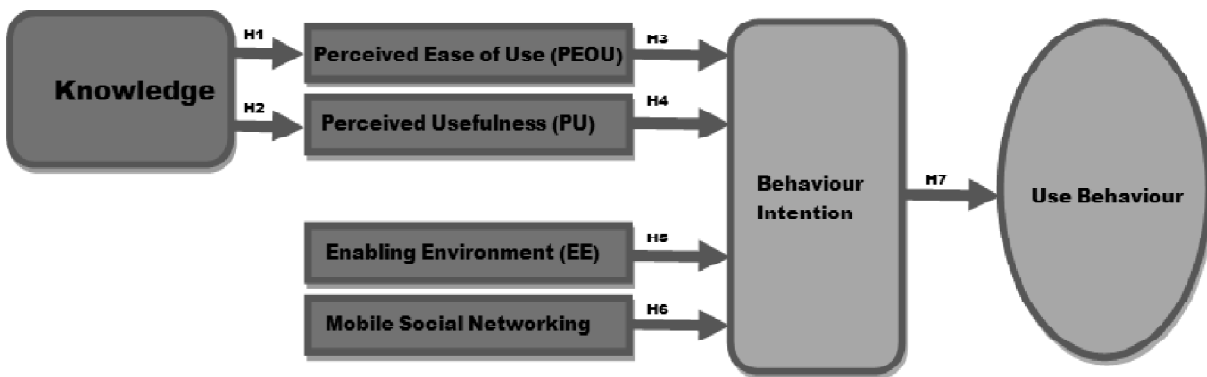 Knowledge
H1
H2
Perceived Ease of Use (PEOU)
Perceived Usefulness (PU)
Enabling Environment (EE)
Mobile Social Networking
H3
H4
H5
H6
Behaviour
Intention
H7
Use Behaviour